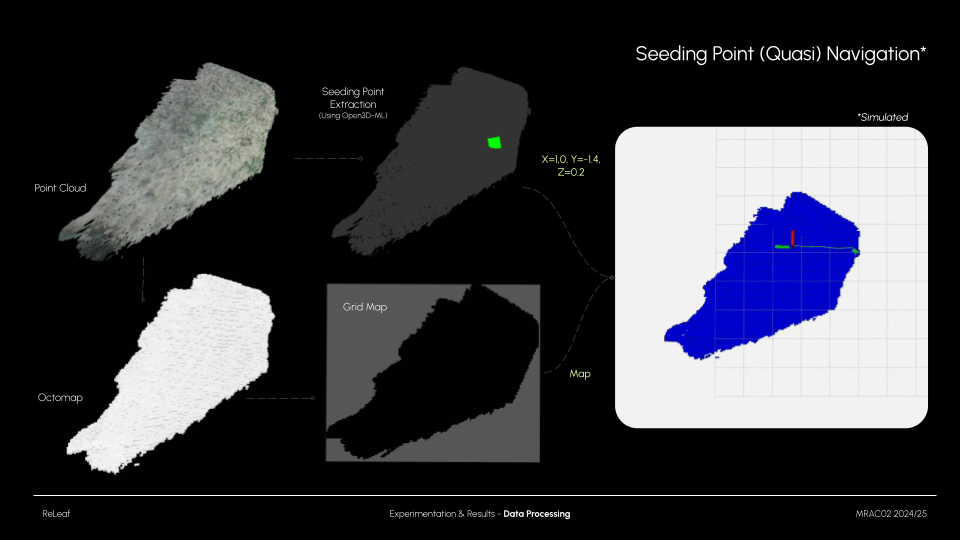 Seeding Point (Quasi) Navigation*
*Simulated
Seeding Point
Extraction
(Using Open3D-ML)
X=1.0, Y=-1.4,
Z=0.2
Point Cloud
Grid Map
Map
Octomap
ReLeaf
Experimentation & Results - Data Processing
MRAC02 2024/25